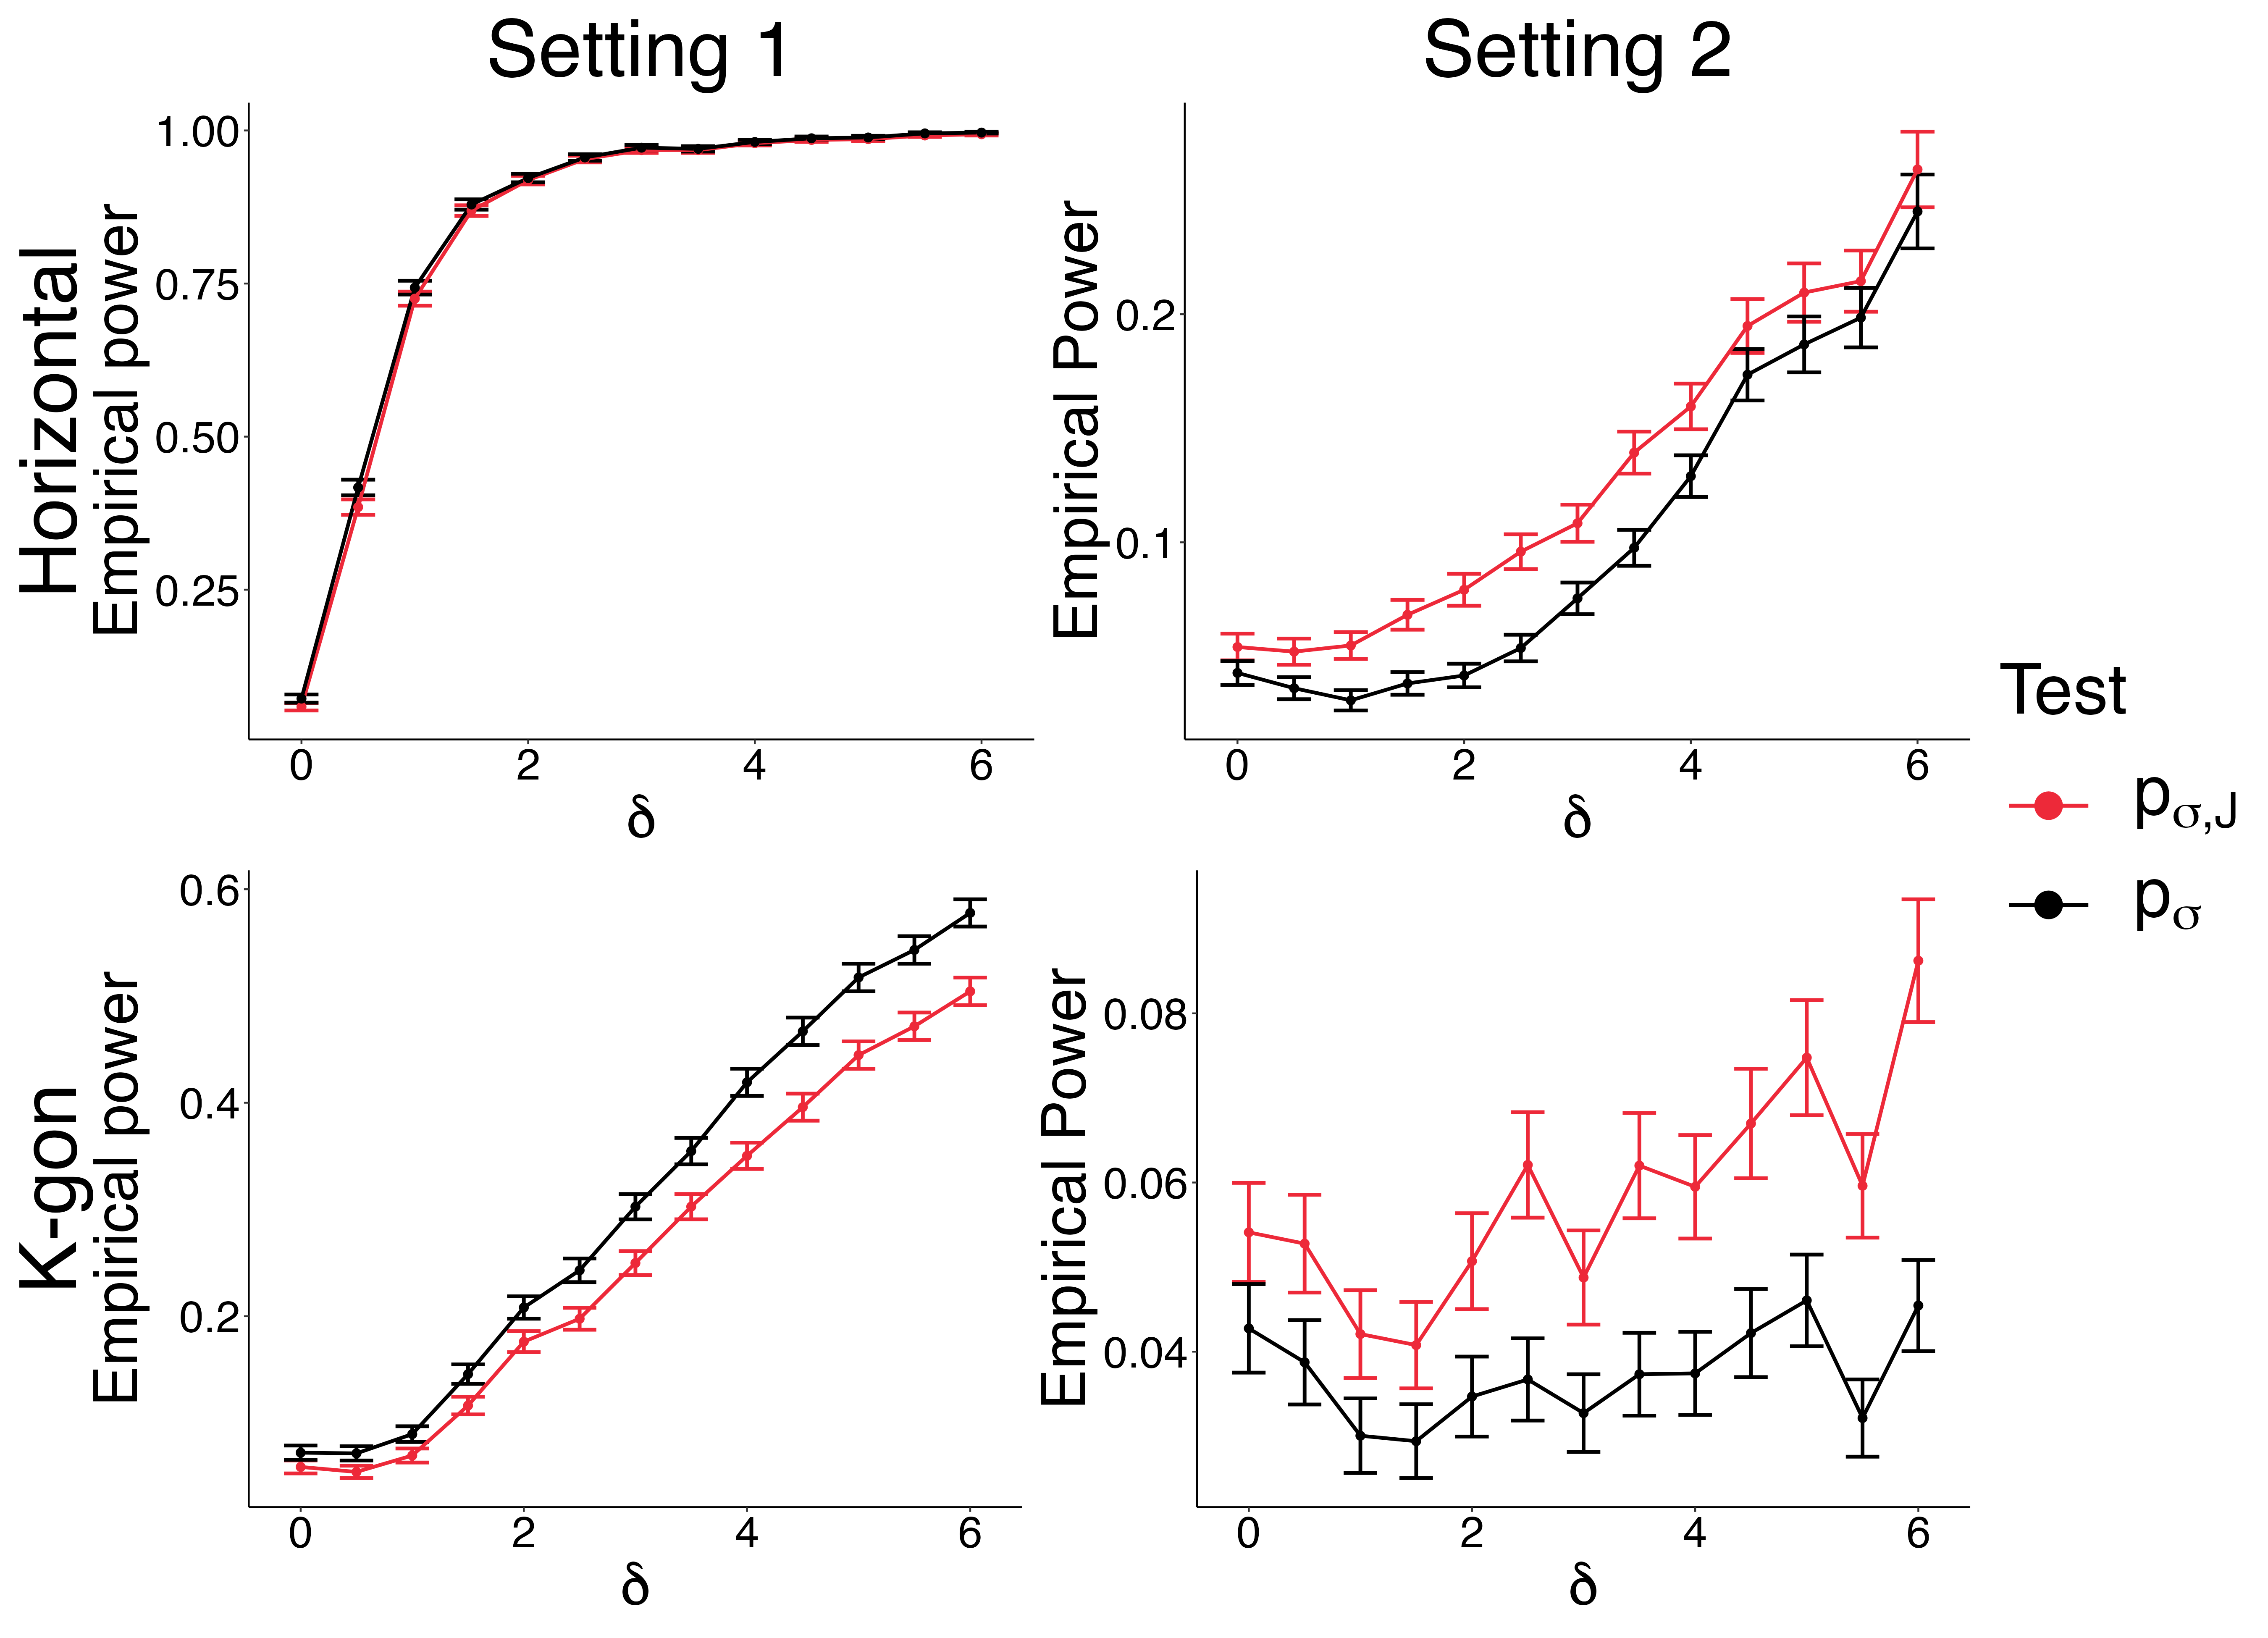 Setting 1
Setting 2
Horizontal
Empirical power
1.00
0.75
0.50
0.25
0 2 4 6
δ
Empirical Power
0.2
0.1
0 2 4 6
δ
K-gon
Empirical power
0.6
0.4
0.2
0 2 4 6
δ
Empirical Power
0.08
0.06
0.04
0 2 4 6
δ
Test
pσ,J
pσ